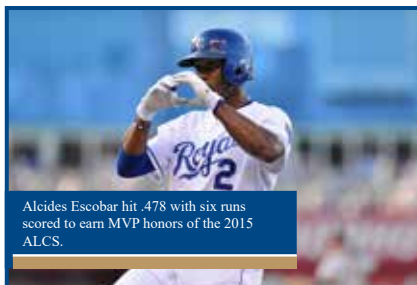 Royals
2
Alcides Escobar hit .478 with six runs
scored to earn MVP honors of the 2015
ALCS.